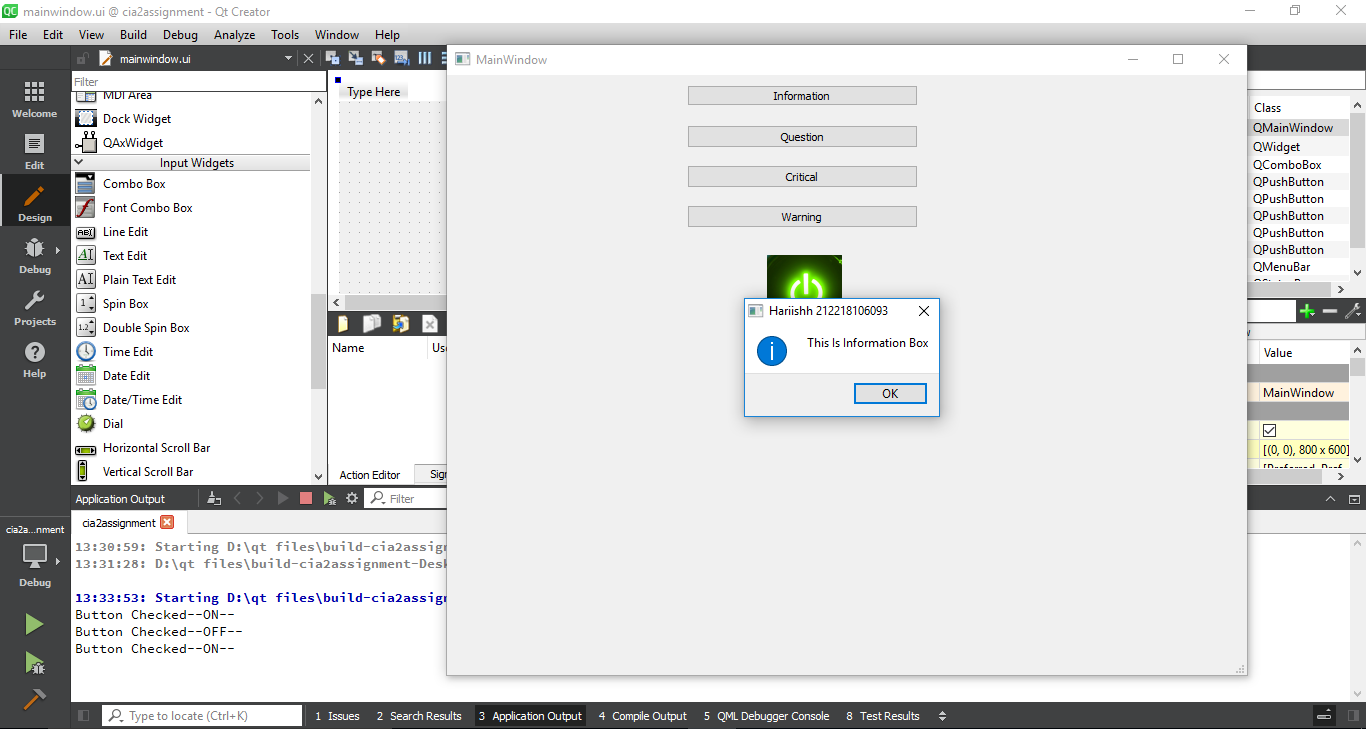 mainwindow.ui @ cia2assignment - Qt Creator
File Edit View Build Debug Analyze Tools Window Help
mainwindow.ui
Filter
MDI Area
Dock Widget
QAxWidget
Input Widgets
Combo Box
Font Combo Box
Line Edit
Text Edit
Plain Text Edit
Spin Box
Double Spin Box
Time Edit
Date Edit
Date/Time Edit
Dial
Horizontal Scroll Bar
Vertical Scroll Bar
Welcome
Edit
Design
Debug
Projects
Help
cia2a...nment
Debug
Type Here
Name
Action Editor
MainWindow
Information
Question
Critical
Warning
Hariishh 212218106093
This Is Information Box
OK
Class
QMainWindow
QWidget
QComboBox
QPushButton
QPushButton
QPushButton
QPushButton
QPushButton
QMenuBar
Value
MainWindow
[(0, 0), 800 x 600]
Application Output
Filter
cia2assignment
13:30:59: Starting D:\qt files\build-cia2assign
13:31:28: D:\qt files\build-cia2assignment-Desk
13:33:53: Starting D:\qt files\build-cia2assign
Button Checked--ON--
Button Checked--OFF--
Button Checked--ON--
Type to locate (Ctrl+K)
1 Issues 2 Search Results 3 Application Output 4 Compile Output 5 QML Debugger Console 8 Test Results